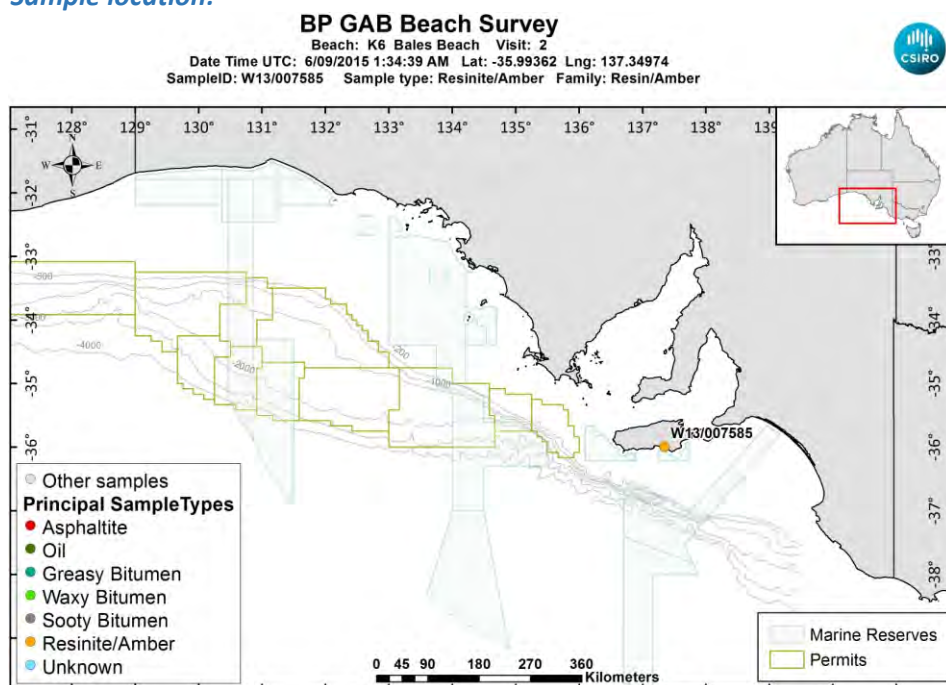 Sample location:
BP GAB Beach Survey
Beach: K6 Bales Beach Visit: 2
Date Time UTC: 6/09/2015 1:34:39 AM Lat: -35.99362 Lng: 137.34974
SampleID: W13/007585 Sample type: Resinite/Amber Family: Resin/Amber
CSIRO
128° 129° 130° 131° 132° 133° 134° 135° 136° 137° 138° 139
-31° -31°
-32° -32°
-33° -33°
-34° -34°
-35° -35°
-36° -36°
-37°
-38°
N
W E
S
-200
-1000
-2000
-4000
W13/007585
Other samples
Principal SampleTypes
Asphaltite
Oil
Greasy Bitumen
Waxy Bitumen
Sooty Bitumen
Resinite/Amber
Unknown
0 45 90 180 270 360
Kilometers
Marine Reserves
Permits